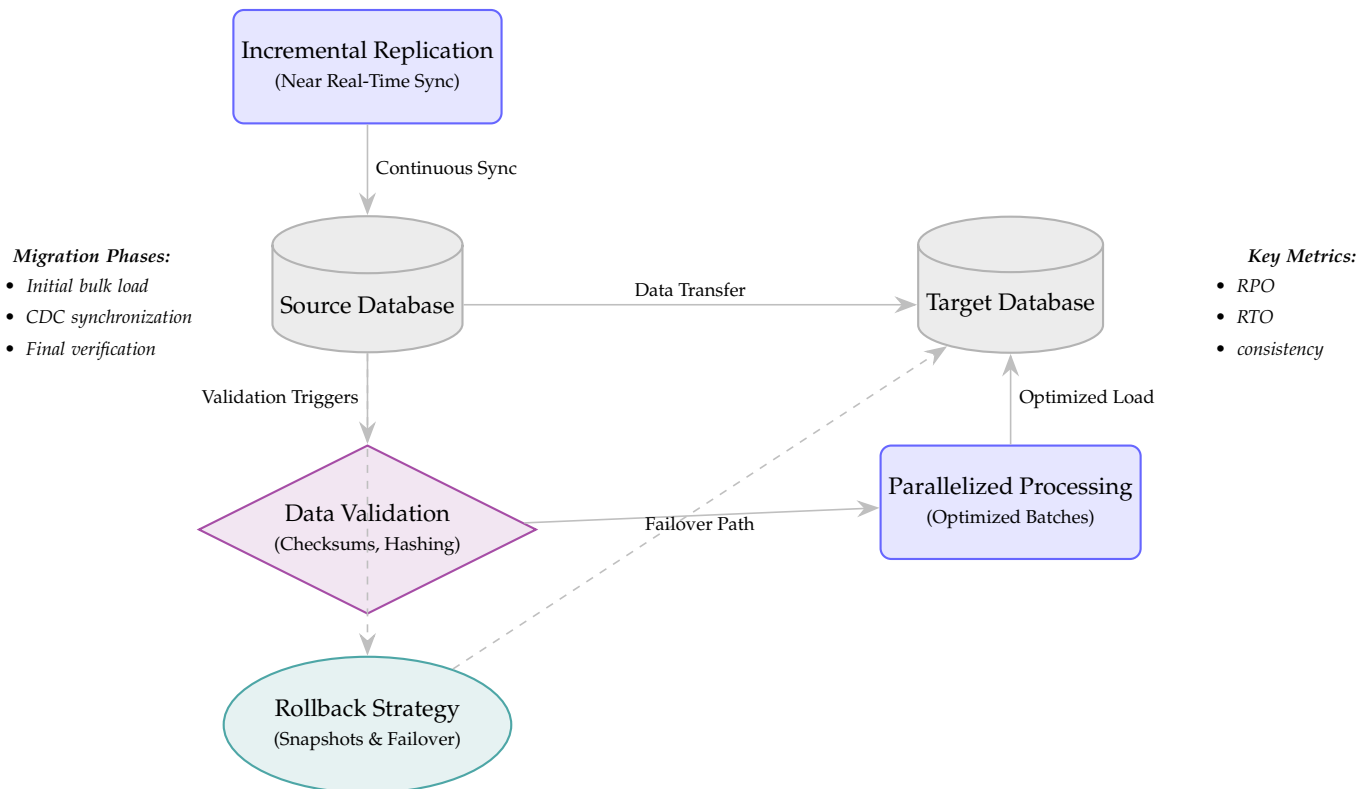 Incremental Replication
(Near Real-Time Sync)
Continuous Sync
Migration Phases:
• Initial bulk load
• CDC synchronization
• Final verification
Source Database
Data Transfer
Target Database
Key Metrics:
• RPO
• RTO
• consistency
Validation Triggers
Optimized Load
Data Validation
(Checksums, Hashing)
Failover Path
Parallelized Processing
(Optimized Batches)
Rollback Strategy
(Snapshots & Failover)